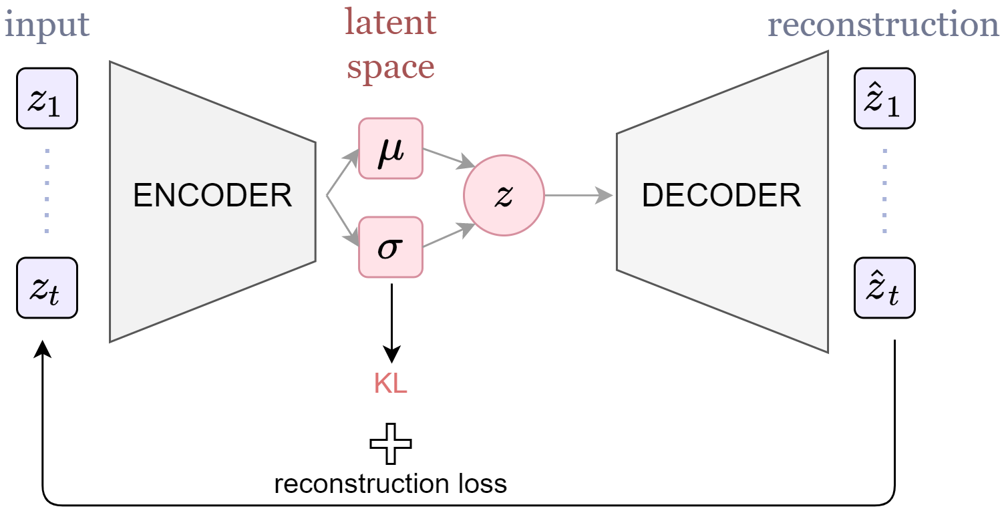 input
latent
space
reconstruction
z₁
ẑ₁
μ
ENCODER
z
DECODER
σ
zₜ
ẑₜ
KL
reconstruction loss